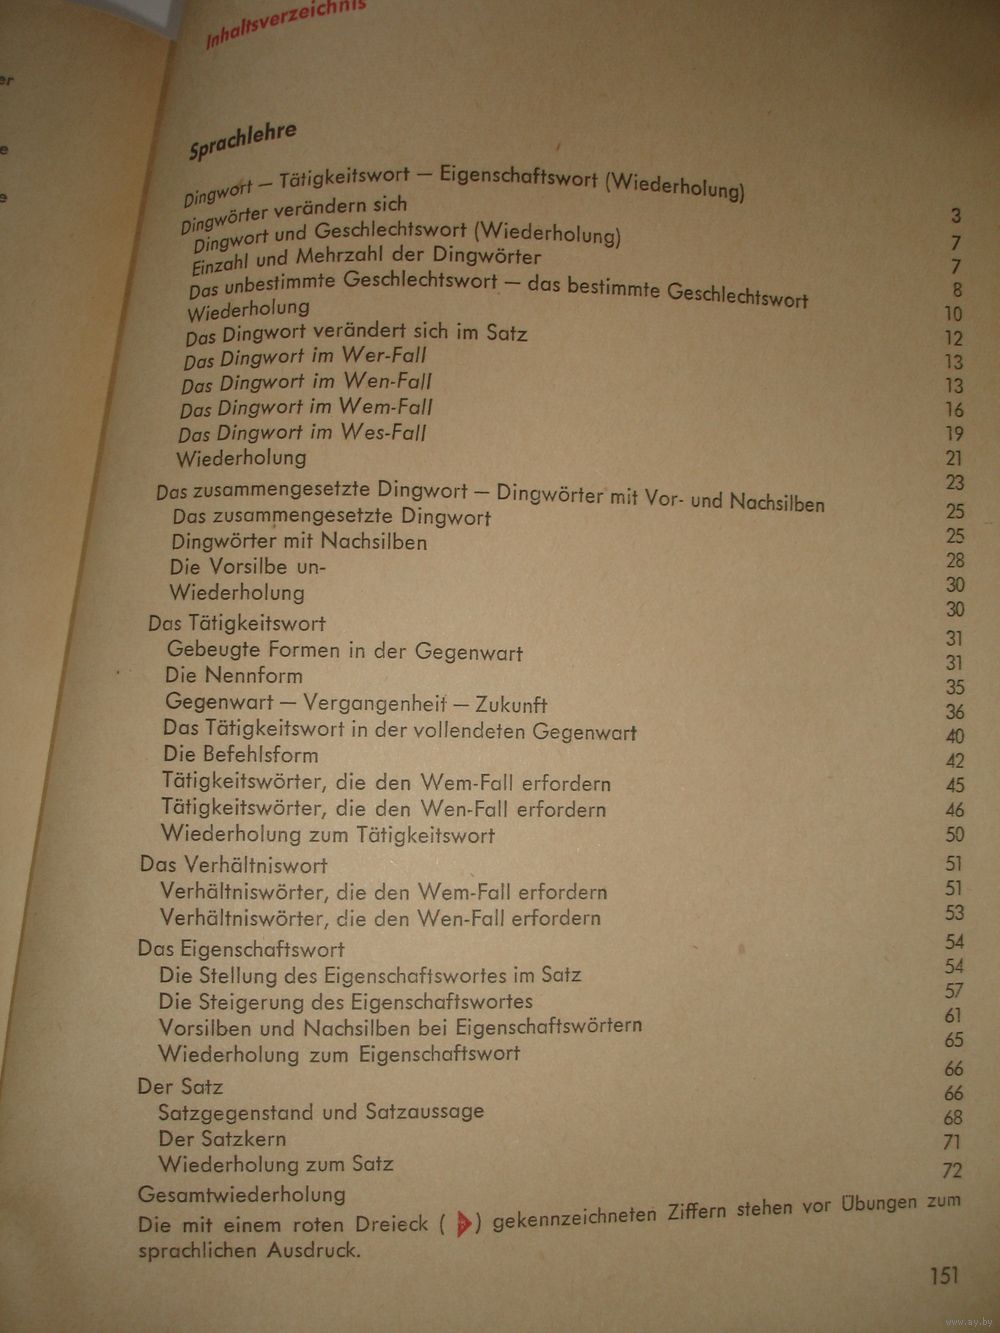 Inhaltsverzeichnis
Sprachlehre
Dingwort — Tätigkeitswort — Eigenschaftswort (Wiederholung) 3
Dingwörter verändern sich 7
Dingwort und Geschlechtswort (Wiederholung) 7
Einzahl und Mehrzahl der Dingwörter 8
Das unbestimmte Geschlechtswort — das bestimmte Geschlechtswort 10
Wiederholung 12
Das Dingwort verändert sich im Satz 13
Das Dingwort im Wer-Fall 13
Das Dingwort im Wen-Fall 16
Das Dingwort im Wem-Fall 19
Das Dingwort im Wes-Fall 21
Wiederholung 23
Das zusammengesetzte Dingwort — Dingwörter mit Vor- und Nachsilben 25
Das zusammengesetzte Dingwort 25
Dingwörter mit Nachsilben 28
Die Vorsilbe un- 30
Wiederholung 30
Das Tätigkeitswort 31
Gebeugte Formen in der Gegenwart 31
Die Nennform 35
Gegenwart — Vergangenheit — Zukunft 36
Das Tätigkeitswort in der vollendeten Gegenwart 40
Die Befehlsform 42
Tätigkeitswörter, die den Wem-Fall erfordern 45
Tätigkeitswörter, die den Wen-Fall erfordern 46
Wiederholung zum Tätigkeitswort 50
Das Verhältniswort 51
Verhältniswörter, die den Wem-Fall erfordern 51
Verhältniswörter, die den Wen-Fall erfordern 53
Das Eigenschaftswort 54
Die Stellung des Eigenschaftswortes im Satz 54
Die Steigerung des Eigenschaftswortes 57
Vorsilben und Nachsilben bei Eigenschaftswörtern 61
Wiederholung zum Eigenschaftswort 65
Der Satz 66
Satzgegenstand und Satzaussage 66
Der Satzkern 68
Wiederholung zum Satz 71
Gesamtwiederholung 72
Die mit einem roten Dreieck ( ) gekennzeichneten Ziffern stehen vor Übungen zum
sprachlichen Ausdruck.
151
www.ay.by